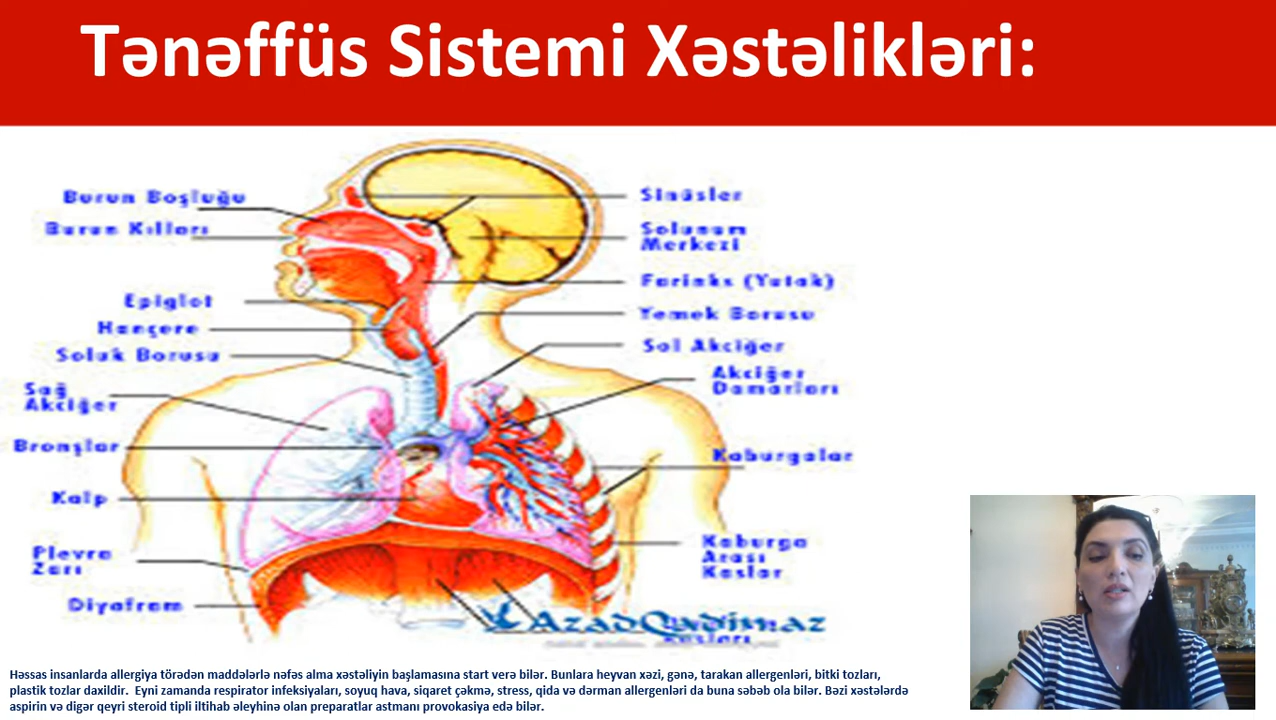 Tənəffüs Sistemi Xəstəlikləri:
Burun Boşluğu
Burun Kılları
Epiglot
Hançere
Soluk Borusu
Sağ
Akciğer
Bronşlar
Kalp
Plevra
Zarı
Diyafram
Sinüsler
Solunum
Merkezi
Farinks (Yutak)
Yemek Borusu
Sol Akciğer
Akciğer
Damarları
Kaburgalar
Kaburga
Arası
Kaslar
AzadQadim.az
Həssas insanlarda allergiya törədən maddələrlə nəfəs alma xəstəliyin başlamasına start verə bilər. Bunlara heyvan xəzi, gənə, tarakan allergenləri, bitki tozları,
plastik tozlar daxildir. Eyni zamanda respirator infeksiyaları, soyuq hava, siqaret çəkmə, stress, qida və dərman allergenləri də buna səbəb ola bilər. Bəzi xəstələrdə
aspirin və digər qeyri steroid tipli iltihab əleyhinə olan preparatlar astmanı provokasiya edə bilər.